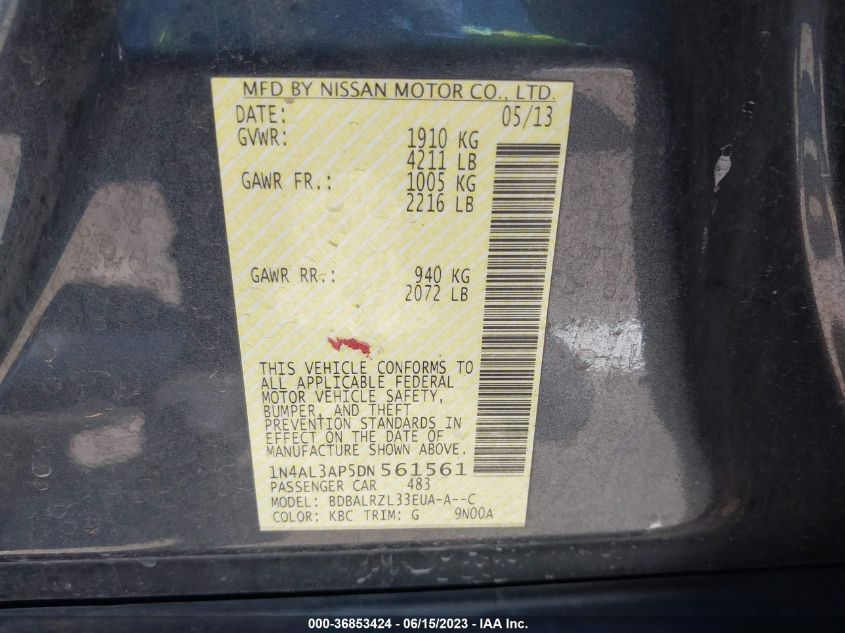 MFD BY NISSAN MOTOR CO., LTD.
DATE: 05/13
GVWR: 1910 KG
4211 LB
GAWR FR.: 1005 KG
2216 LB
GAWR RR.: 940 KG
2072 LB
THIS VEHICLE CONFORMS TO
ALL APPLICABLE FEDERAL
MOTOR VEHICLE SAFETY,
BUMPER, AND THEFT
PREVENTION STANDARDS IN
EFFECT ON THE DATE OF
MANUFACTURE SHOWN ABOVE.
1N4AL3AP5DN561561
PASSENGER CAR 483
MODEL: BDBALRZL33EUA-A--C
COLOR: KBC TRIM: G 9N00A
000-36853424 - 06/15/2023 - IAA Inc.